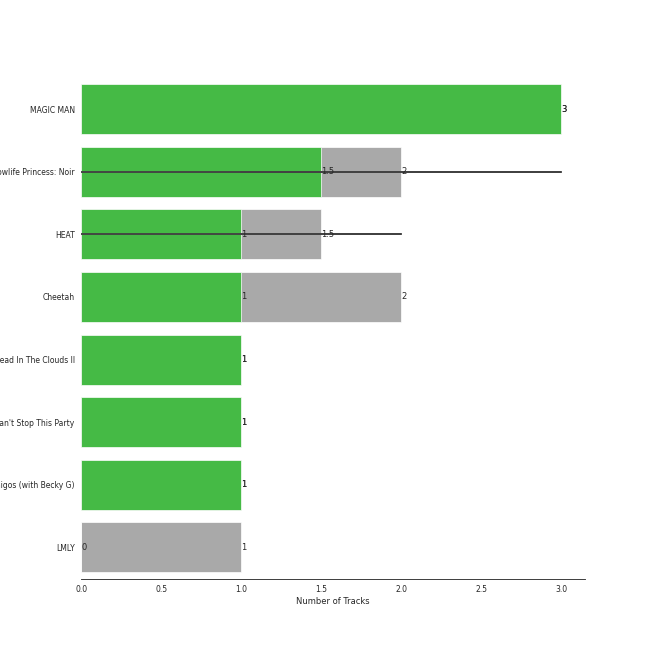 MAGIC MAN
3
owlife Princess: Noir
1.5
2
HEAT
1
1.5
Cheetah
1
2
ead In The Clouds II
1
an't Stop This Party
1
igos (with Becky G)
1
LMLY
0
1
0.0 0.5 1.0 1.5 2.0 2.5 3.0
Number of Tracks